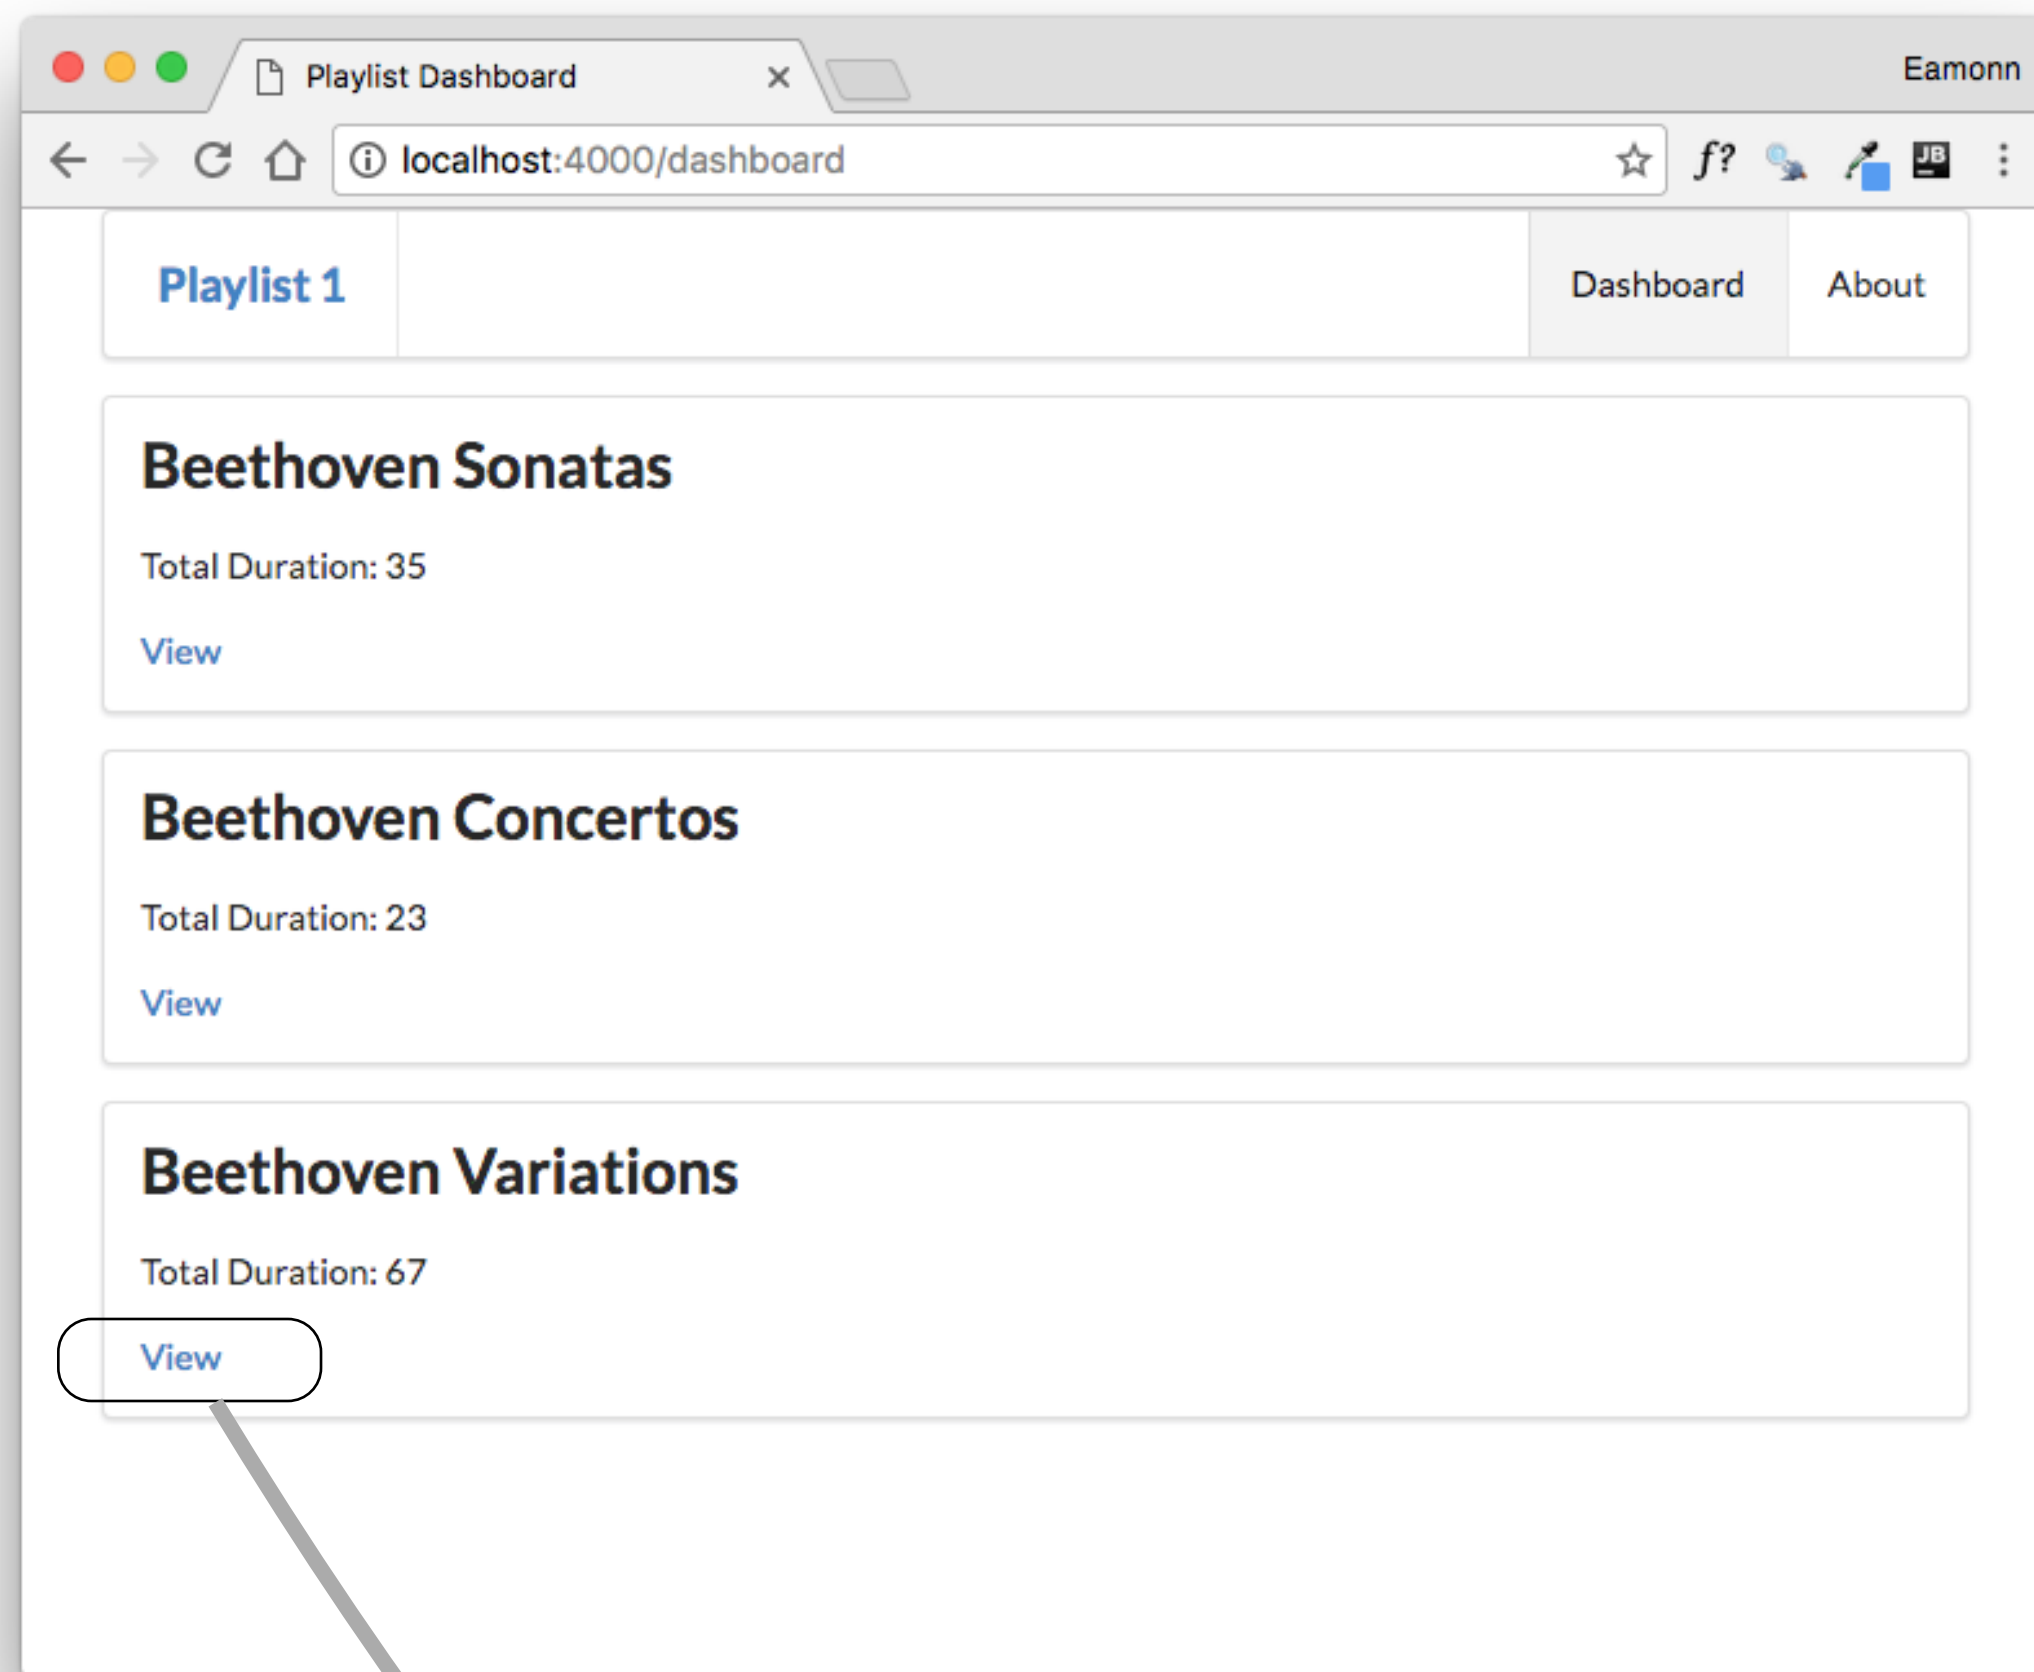 Playlist Dashboard
Eamonn
localhost:4000/dashboard
f?
JB
Playlist 1
Dashboard
About
Beethoven Sonatas
Total Duration: 35
View
Beethoven Concertos
Total Duration: 23
View
Beethoven Variations
Total Duration: 67
View